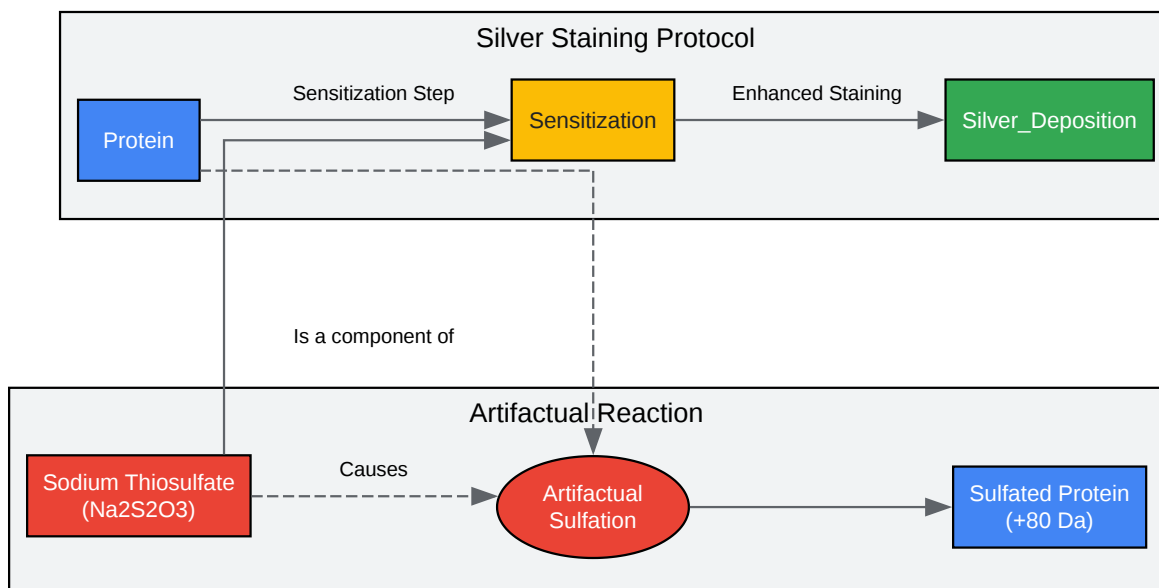 Silver Staining Protocol
Sensitization Step
Enhanced Staining
Protein
Sensitization
Silver_Deposition
Is a component of
Artifactual Reaction
Sodium Thiosulfate
(Na2S2O3)
Causes
Artifactual
Sulfation
Sulfated Protein
(+80 Da)